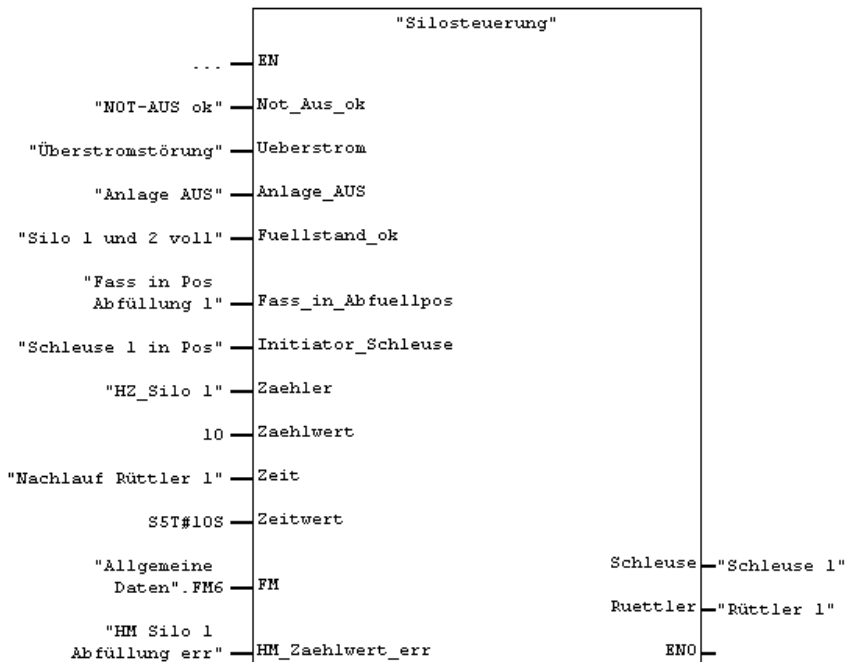 "Silosteuerung"
... EN
"NOT-AUS ok" Not_Aus_ok
"Überstromstörung" Ueberstrom
"Anlage AUS" Anlage_AUS
"Silo 1 und 2 voll" Fuellstand_ok
"Fass in Pos
Abfüllung 1" Fass_in_Abfuellpos
"Schleuse 1 in Pos" Initiator_Schleuse
"HZ_Silo 1" Zaehler
10 Zaehlwert
"Nachlauf Rüttler 1" Zeit
S5T#10S Zeitwert
"Allgemeine
Daten".FM6 FM
Schleuse "Schleuse 1"
Ruettler "Rüttler 1"
"HM Silo 1
Abfüllung err" HM_Zaehlwert_err
ENO